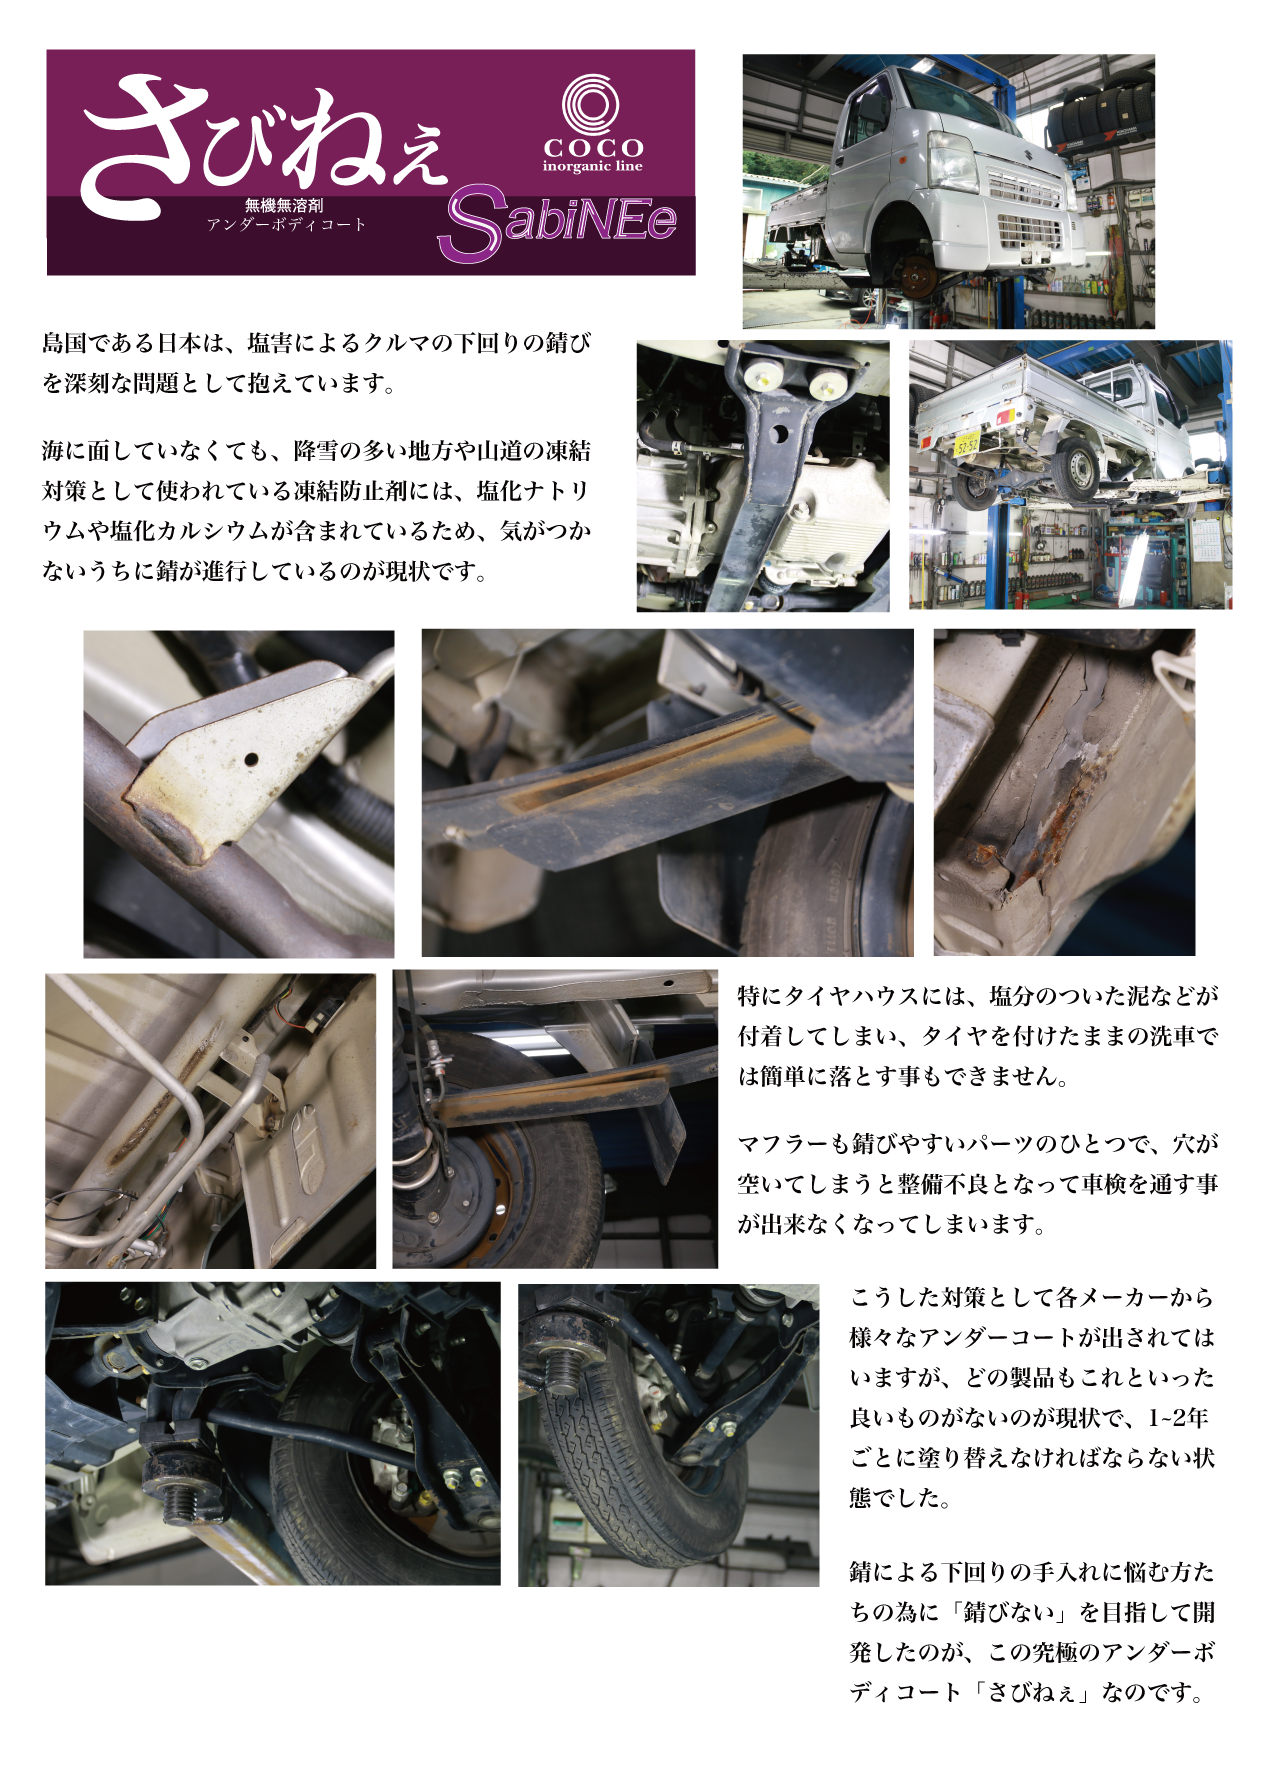 さびねぇ
無機無溶剤
アンダーボディコート
COCO
inorganic line
SabiNEe
島国である日本は、塩害によるクルマの下回りの錆び
を深刻な問題として抱えています。
海に面していなくても、降雪の多い地方や山道の凍結
対策として使われている凍結防止剤には、塩化ナトリ
ウムや塩化カルシウムが含まれているため、気がつか
ないうちに錆が進行しているのが現状です。
52-52
特にタイヤハウスには、塩分のついた泥などが
付着してしまい、タイヤを付けたままの洗車で
は簡単に落とす事もできません。
マフラーも錆びやすいパーツのひとつで、穴が
空いてしまうと整備不良となって車検を通す事
が出来なくなってしまいます。
こうした対策として各メーカーから
様々なアンダーコートが出されては
いますが、どの製品もこれといった
良いものがないのが現状で、1~2年
ごとに塗り替えなければならない状
態でした。
錆による下回りの手入れに悩む方た
ちの為に「錆びない」を目指して開
発したのが、この究極のアンダーボ
ディコート「さびねぇ」なのです。